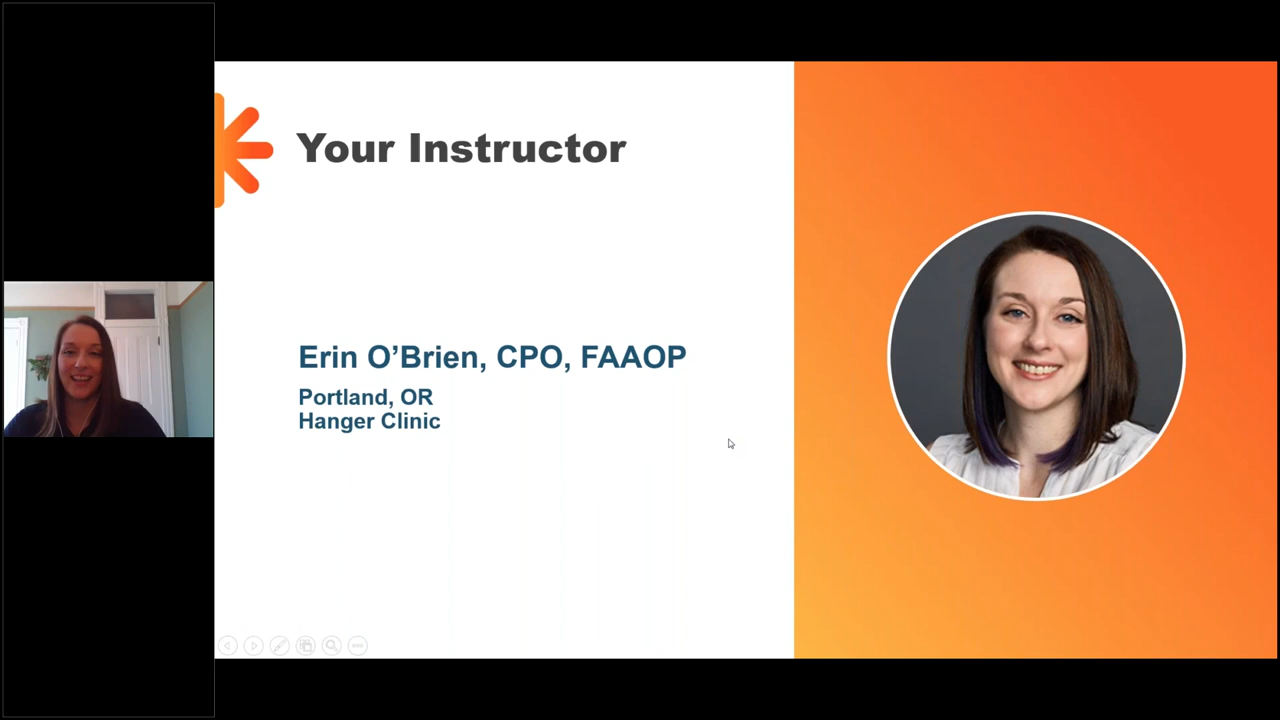 Your Instructor
Erin O’Brien, CPO, FAAOP
Portland, OR
Hanger Clinic